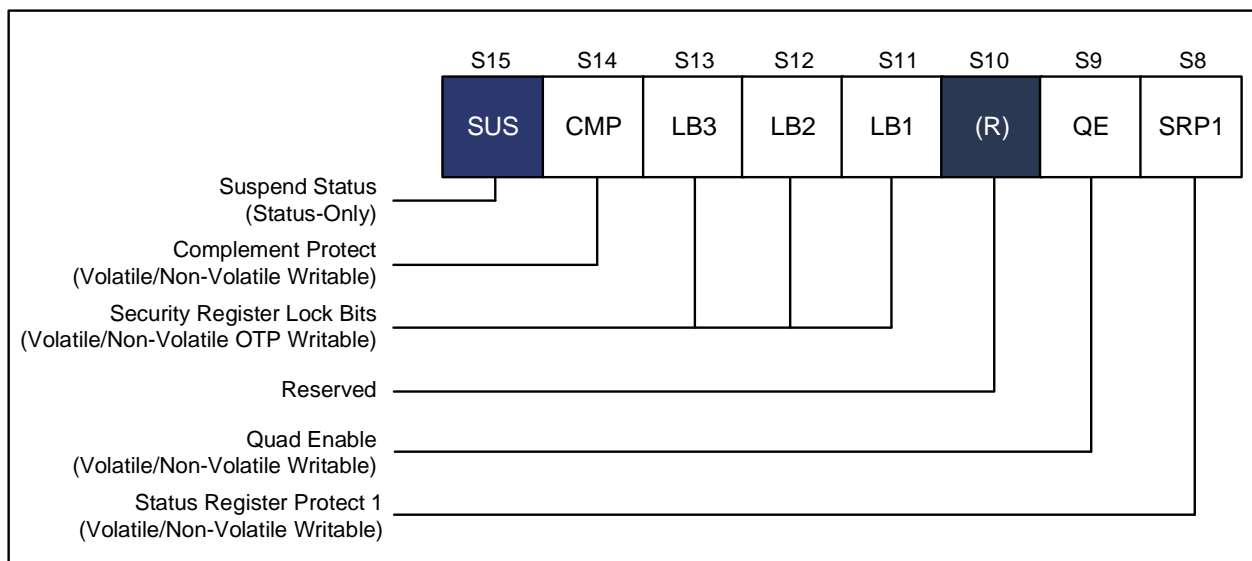 S15 S14 S13 S12 S11 S10 S9 S8
SUS CMP LB3 LB2 LB1 (R) QE SRP1
Suspend Status
(Status-Only)
Complement Protect
(Volatile/Non-Volatile Writable)
Security Register Lock Bits
(Volatile/Non-Volatile OTP Writable)
Reserved
Quad Enable
(Volatile/Non-Volatile Writable)
Status Register Protect 1
(Volatile/Non-Volatile Writable)